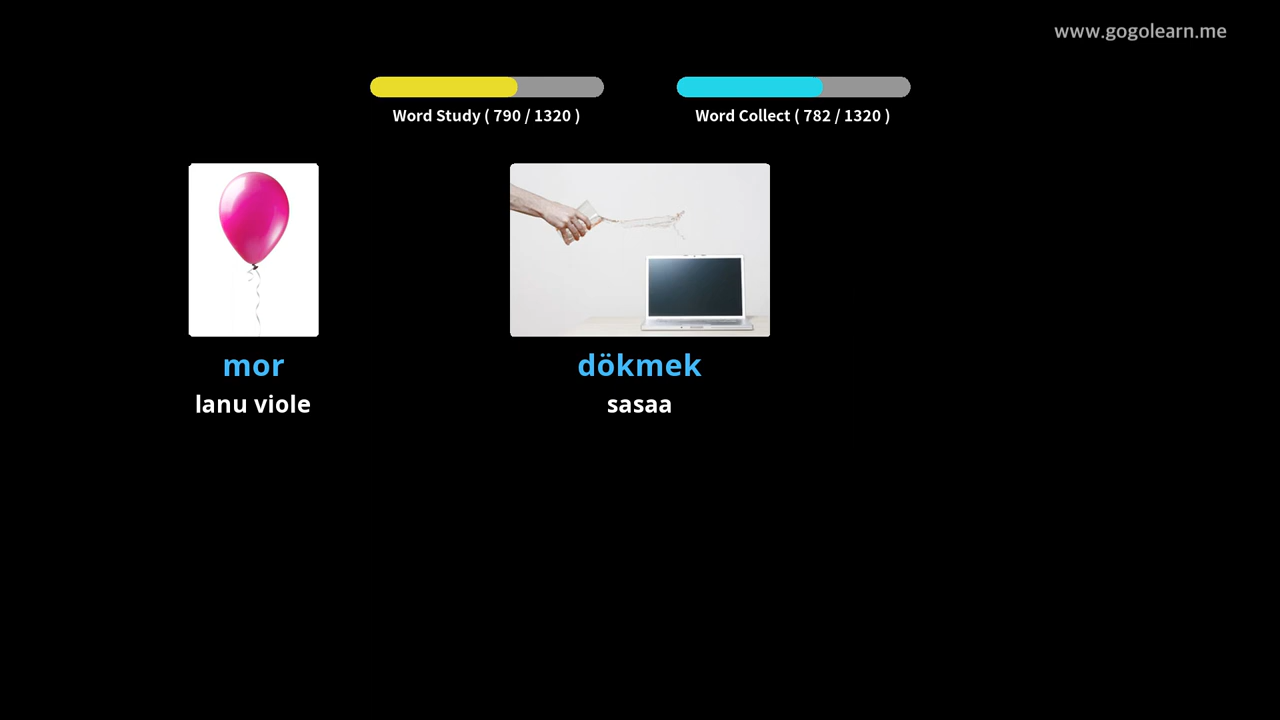 www.gogolearn.me
Word Study ( 790 / 1320 )
Word Collect ( 782 / 1320 )
mor
lanu viole
dökmek
sasaa